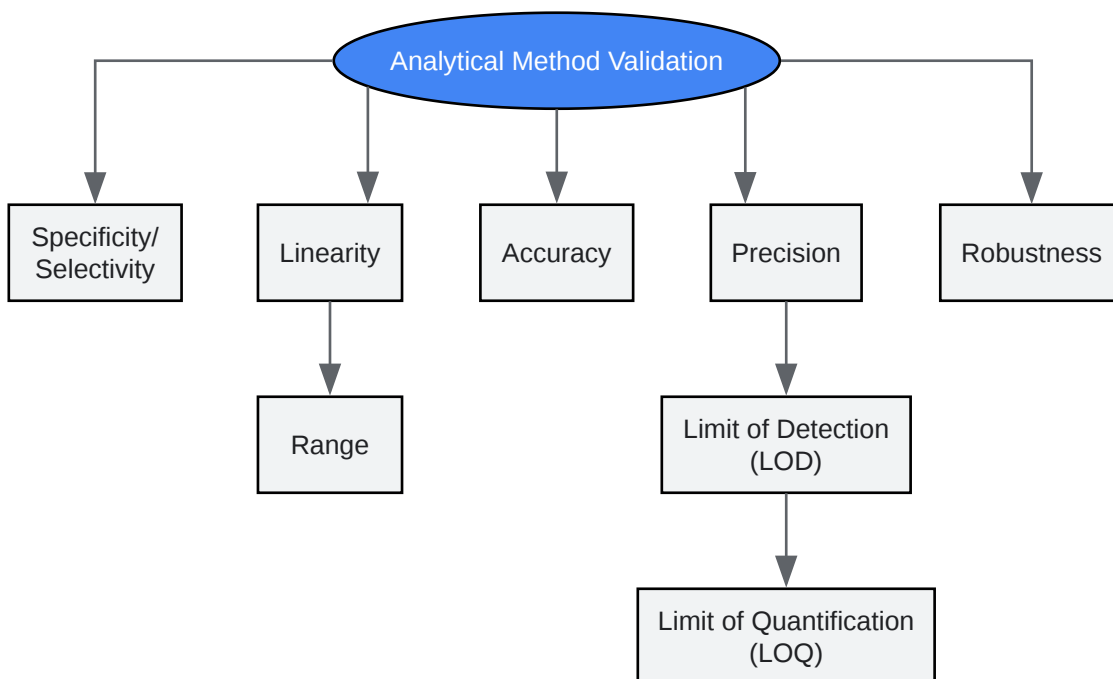 Analytical Method Validation
Specificity/
Selectivity
Linearity
Accuracy
Precision
Robustness
Range
Limit of Detection
(LOD)
Limit of Quantification
(LOQ)